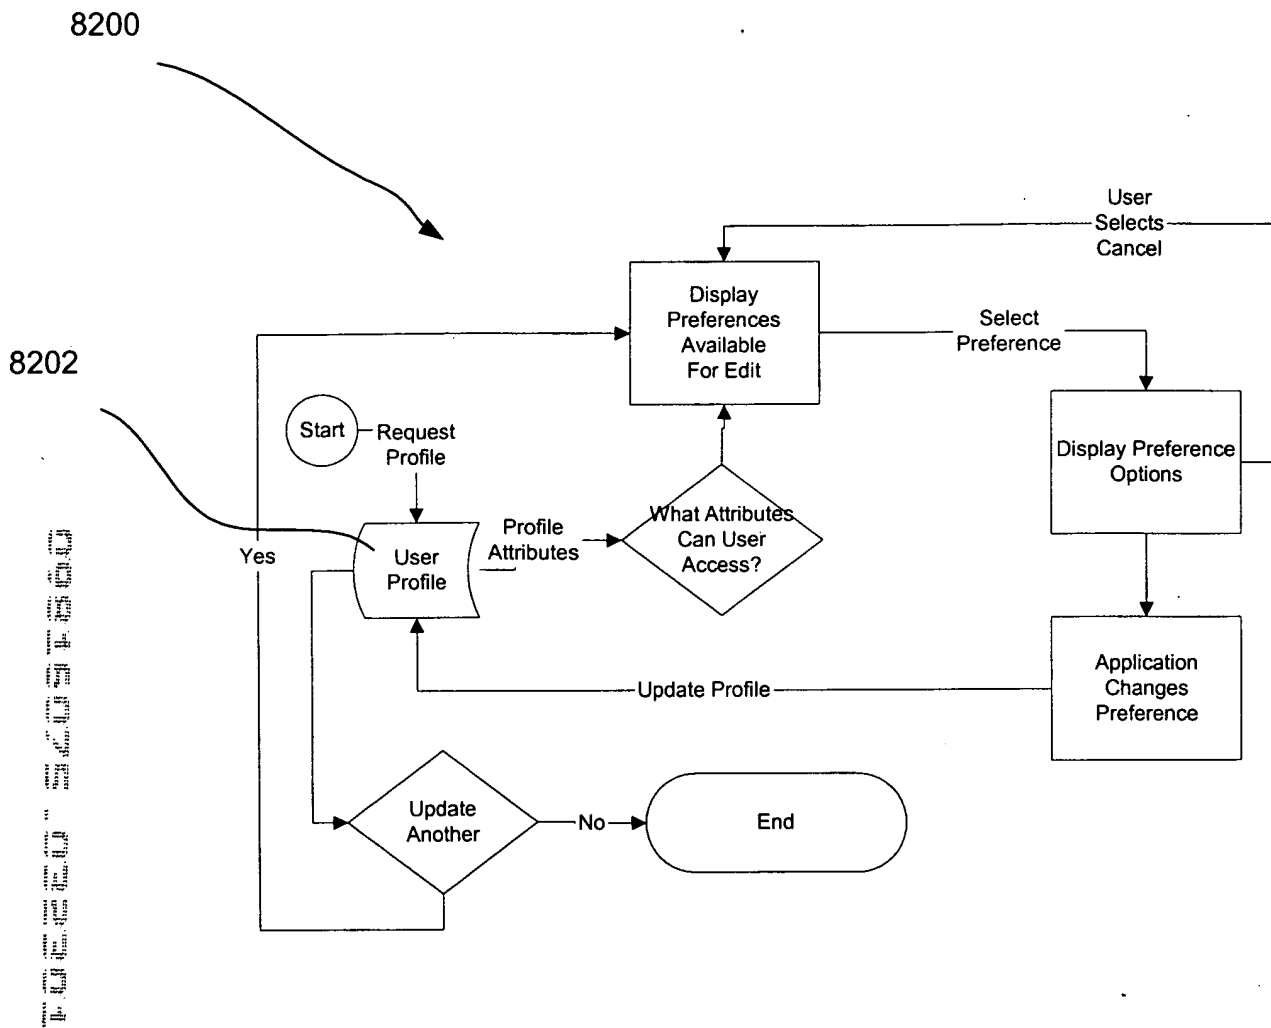 8200
User
Selects
Cancel
Display
Preferences
Available
For Edit
Select
Preference
8202
Start
Request
Profile
Display Preference
Options
What Attributes
Can User
Access?
Profile
Attributes
User
Profile
Yes
Application
Changes
Preference
Update Profile
Update
Another
No
End